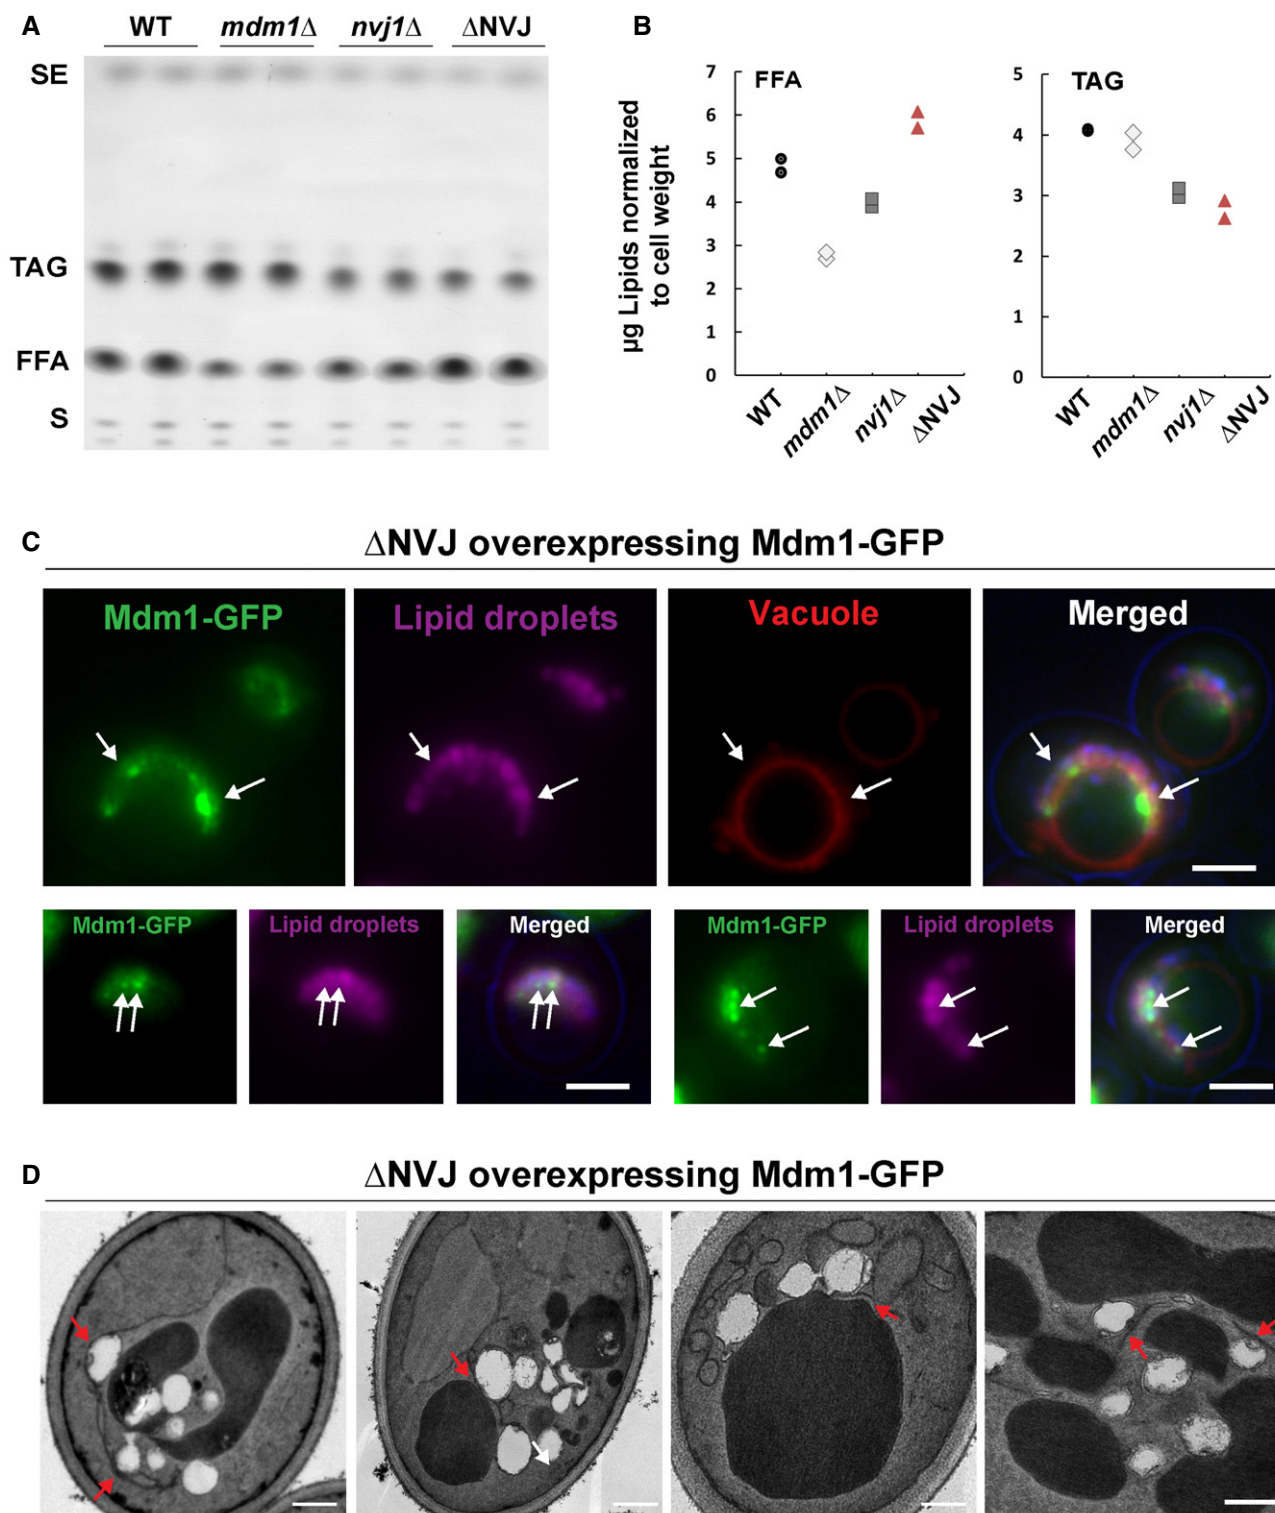 A
WT mdm1Δ nvj1Δ ΔNVJ
SE
TAG
FFA
S
B
µg Lipids normalized
to cell weight
FFA
7
6
5
4
3
2
1
0
WT mdm1Δ nvj1Δ ΔNVJ
TAG
5
4
3
2
1
0
WT mdm1Δ nvj1Δ ΔNVJ
C
ΔNVJ overexpressing Mdm1-GFP
Mdm1-GFP Lipid droplets Vacuole Merged
Mdm1-GFP Lipid droplets Merged Mdm1-GFP Lipid droplets Merged
D
ΔNVJ overexpressing Mdm1-GFP